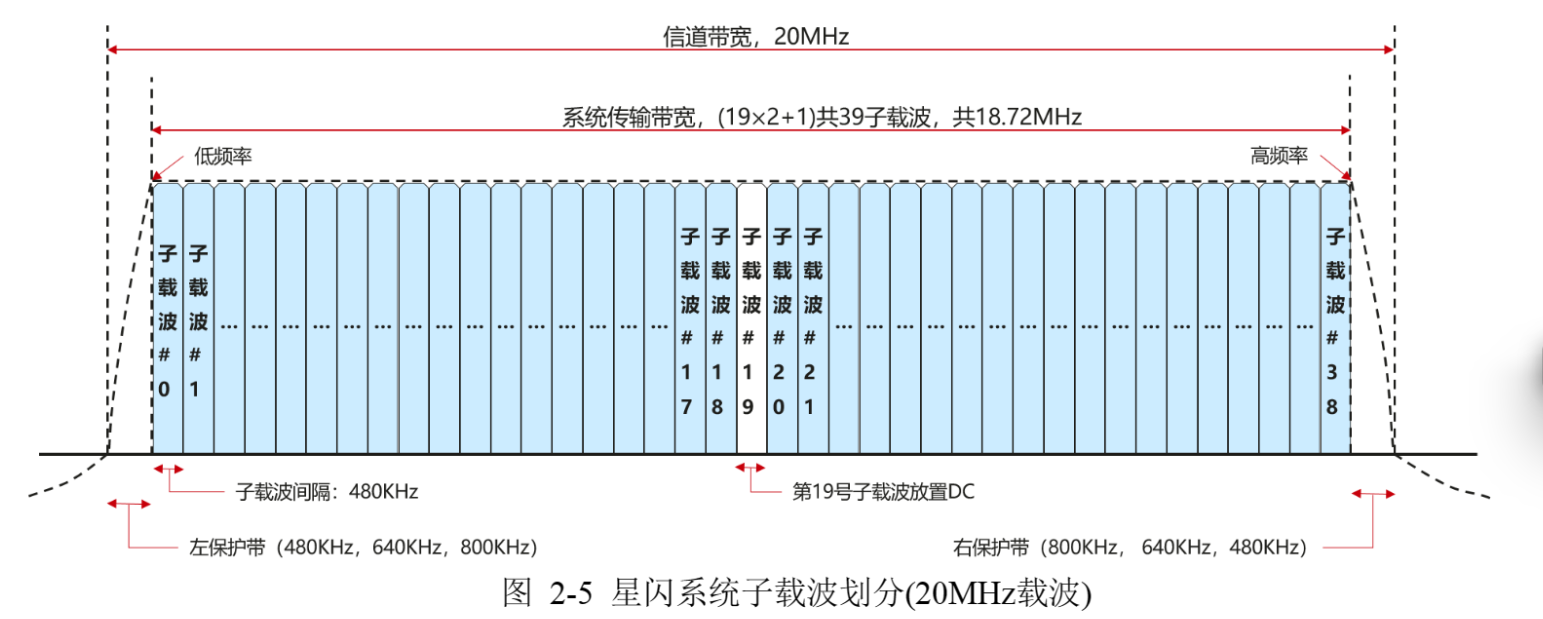 信道带宽，20MHz
系统传输带宽，(19×2+1)共39子载波，共18.72MHz
低频率
高频率
子载波#0
子载波#1
... ... ... ... ... ... ... ... ... ... ... ... ... ... ...
子载波#17
子载波#18
子载波#19
子载波#20
子载波#21
... ... ... ... ... ... ... ... ... ... ... ... ... ... ... ...
子载波#38
子载波间隔：480KHz
第19号子载波放置DC
左保护带（480KHz，640KHz，800KHz）
右保护带（800KHz， 640KHz，480KHz）
图 2-5 星闪系统子载波划分(20MHz载波)